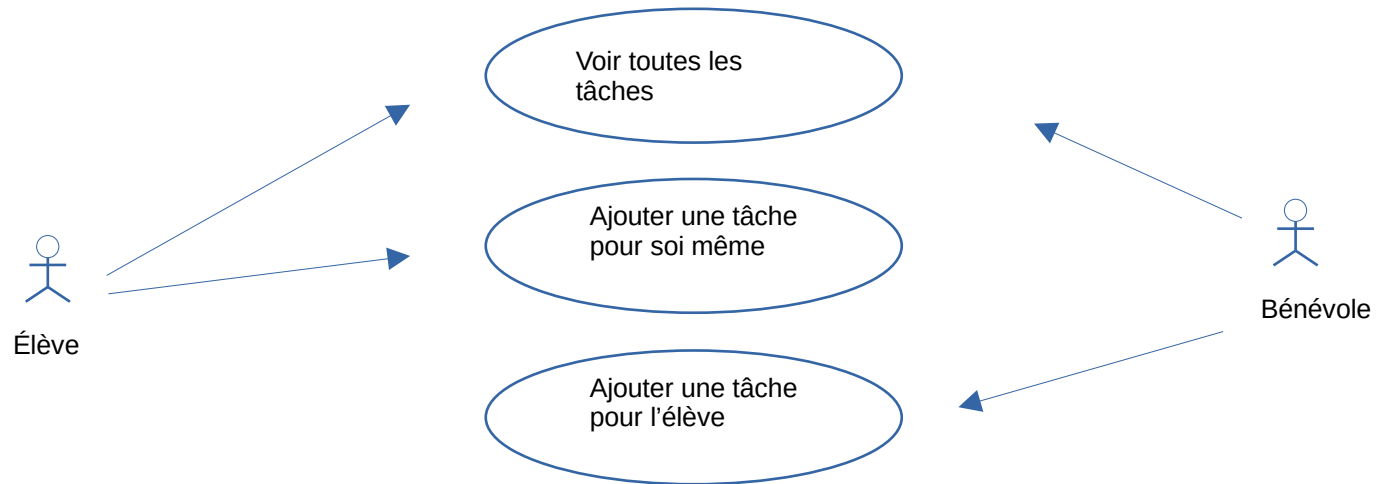 Voir toutes les
tâches
Ajouter une tâche
pour soi même
Élève
Bénévole
Ajouter une tâche
pour l’élève